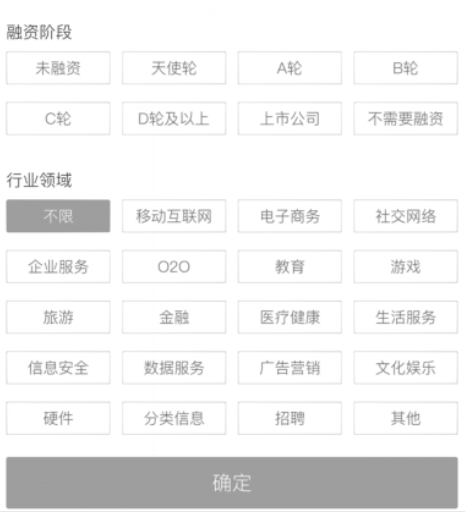 融资阶段
未融资 天使轮 A轮 B轮
C轮 D轮及以上 上市公司 不需要融资
行业领域
不限 移动互联网 电子商务 社交网络
企业服务 O2O 教育 游戏
旅游 金融 医疗健康 生活服务
信息安全 数据服务 广告营销 文化娱乐
硬件 分类信息 招聘 其他
确定